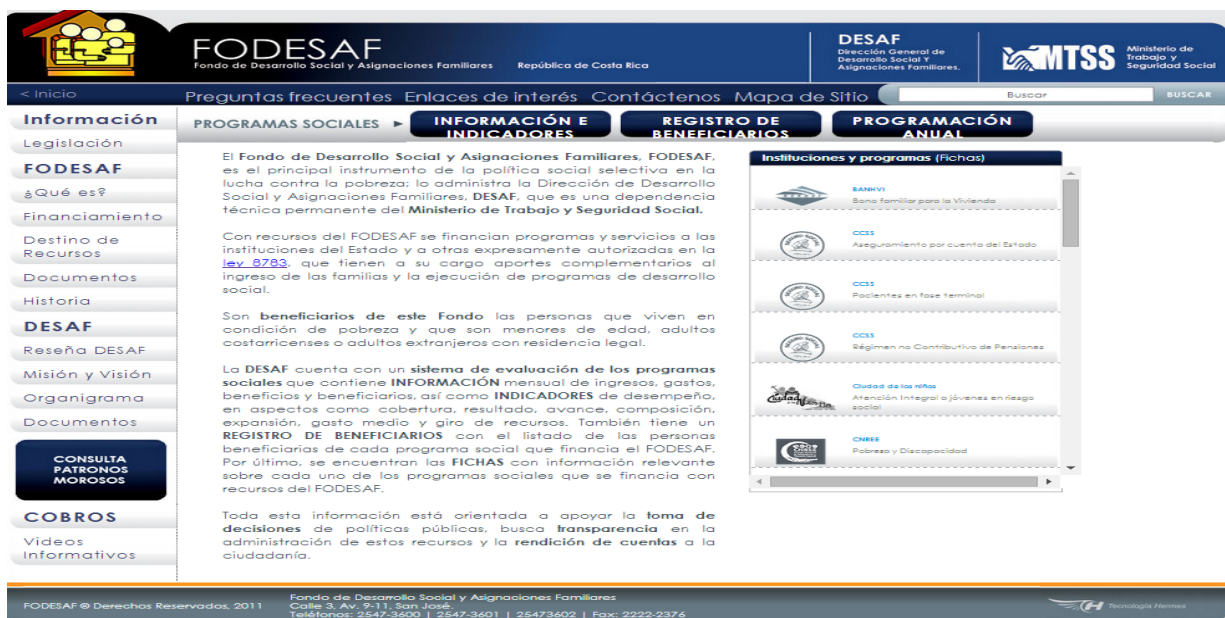 FODESAF
Fondo de Desarrollo Social y Asignaciones Familiares República de Costa Rica
DESAF
Dirección General de
Desarrollo Social Y
Asignaciones Familiares.
MTSS
Ministerio de
Trabajo y
Seguridad Social
< Inicio
Preguntas frecuentes Enlaces de interés Contáctenos Mapa de Sitio
Buscar
BUSCAR
Información
Legislación
FODESAF
¿Qué es?
Financiamiento
Destino de
Recursos
Documentos
Historia
DESAF
Reseña DESAF
Misión y Visión
Organigrama
Documentos
CONSULTA
PATRONOS
MOROSOS
COBROS
Videos
Informativos
PROGRAMAS SOCIALES ►
INFORMACIÓN E
INDICADORES
REGISTRO DE
BENEFICIARIOS
PROGRAMACIÓN
ANUAL
El Fondo de Desarrollo Social y Asignaciones Familiares, FODESAF,
es el principal instrumento de la política social selectiva en la
lucha contra la pobreza; lo administra la Dirección de Desarrollo
Social y Asignaciones Familiares, DESAF, que es una dependencia
técnica permanente del Ministerio de Trabajo y Seguridad Social.
Con recursos del FODESAF se financian programas y servicios a las
instituciones del Estado y a otras expresamente autorizadas en la
ley 8783, que tienen a su cargo aportes complementarios al
ingreso de las familias y la ejecución de programas de desarrollo
social.
Son beneficiarios de este Fondo las personas que viven en
condición de pobreza y que son menores de edad, adultos
costarricenses o adultos extranjeros con residencia legal.
La DESAF cuenta con un sistema de evaluación de los programas
sociales que contiene INFORMACIÓN mensual de ingresos, gastos,
beneficios y beneficiarios, así como INDICADORES de desempeño,
en aspectos como cobertura, resultado, avance, composición,
expansión, gasto medio y giro de recursos. También tiene un
REGISTRO DE BENEFICIARIOS con el listado de las personas
beneficiarias de cada programa social que financia el FODESAF.
Por último, se encuentran las FICHAS con información relevante
sobre cada uno de los programas sociales que se financia con
recursos del FODESAF.
Toda esta información está orientada a apoyar la toma de
decisiones de políticas públicas, busca transparencia en la
administración de estos recursos y la rendición de cuentas a la
ciudadanía.
Instituciones y programas (Fichas)
BANHVI
Bono familiar para la Vivienda
CCSS
Aseguramiento por cuenta del Estado
CCSS
Pacientes en fase terminal
CCSS
Régimen no Contributivo de Pensiones
Ciudad de los niños
Atención Integral a jóvenes en riesgo
social
CNREE
Pobreza y Discapacidad
FODESAF ® Derechos Reservados, 2011
Fondo de Desarrollo Social y Asignaciones Familiares
Calle 3, Av. 9-11, San José.
Teléfonos: 2547-3600 | 2547-3601 | 25473602 | Fax: 2222-2376
Tecnología Hermes